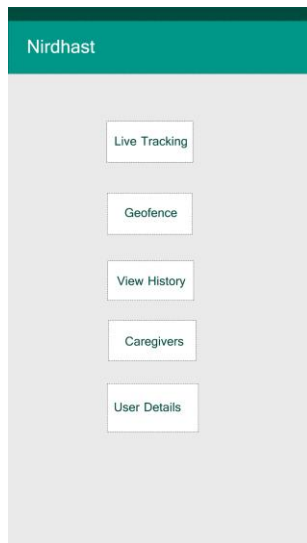 Nirdhast
Live Tracking
Geofence
View History
Caregivers
User Details